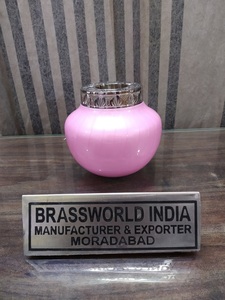 BRASSWORLD INDIA
MANUFACTURER & EXPORTER
MORADABAD